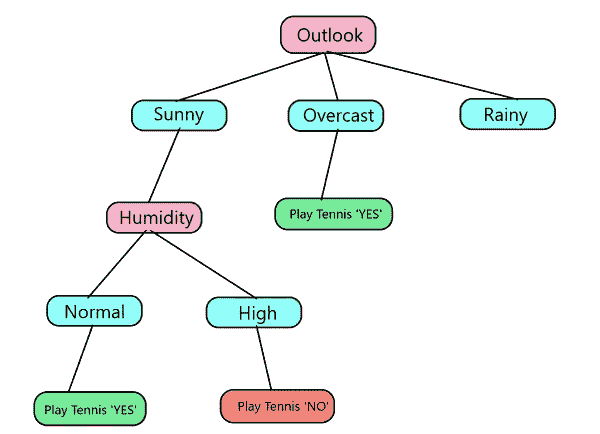 Outlook
Sunny
Overcast
Rainy
Humidity
Play Tennis 'YES'
Normal
High
Play Tennis 'YES'
Play Tennis 'NO'